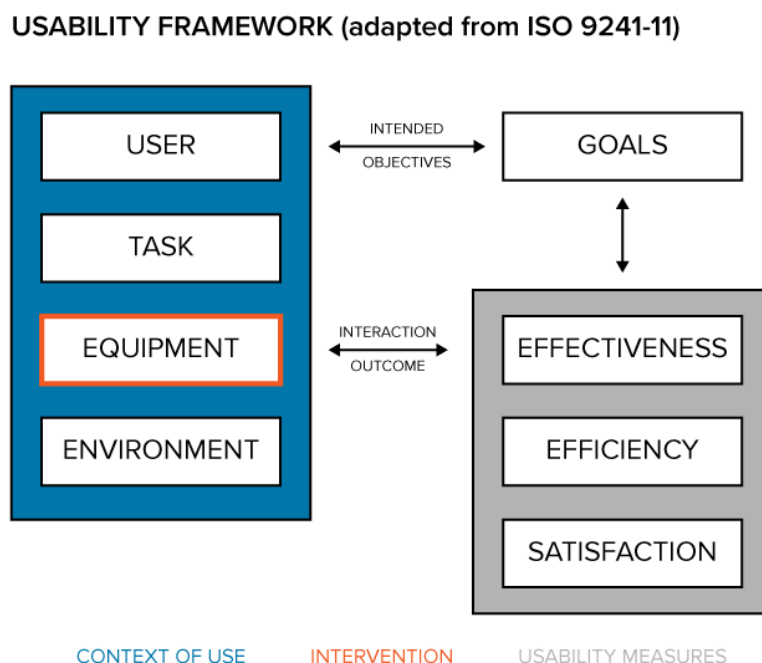 USABILITY FRAMEWORK (adapted from ISO 9241-11)
USER
INTENDED
OBJECTIVES
GOALS
TASK
EQUIPMENT
INTERACTION
OUTCOME
EFFECTIVENESS
ENVIRONMENT
EFFICIENCY
SATISFACTION
CONTEXT OF USE
INTERVENTION
USABILITY MEASURES